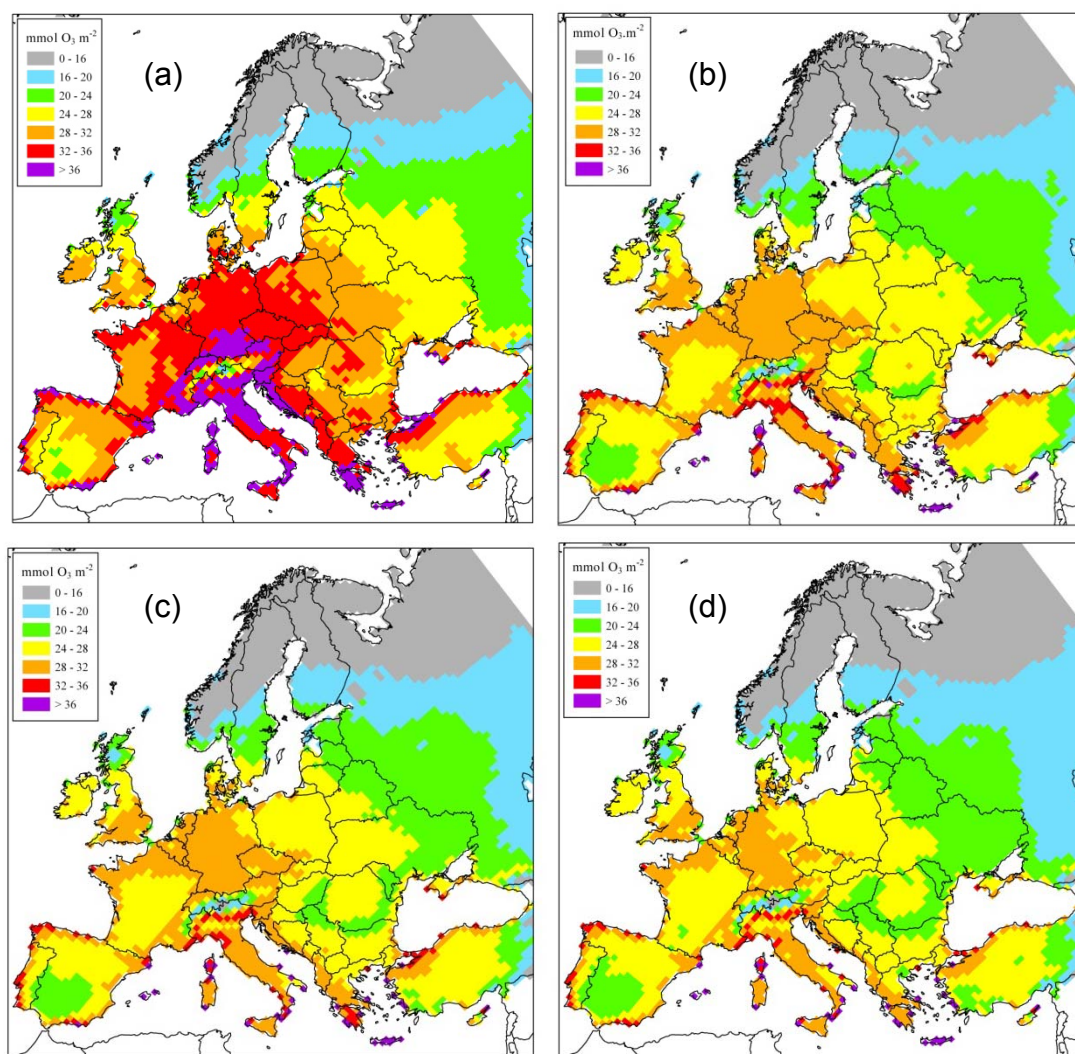 mmol O₃ m⁻²
0 - 16
16 - 20
20 - 24
24 - 28
28 - 32
32 - 36
> 36
(a)
mmol O₃.m⁻²
0 - 16
16 - 20
20 - 24
24 - 28
28 - 32
32 - 36
> 36
(b)
mmol O₃ m⁻²
0 - 16
16 - 20
20 - 24
24 - 28
28 - 32
32 - 36
> 36
(c)
mmol O₃ m⁻²
0 - 16
16 - 20
20 - 24
24 - 28
28 - 32
32 - 36
> 36
(d)